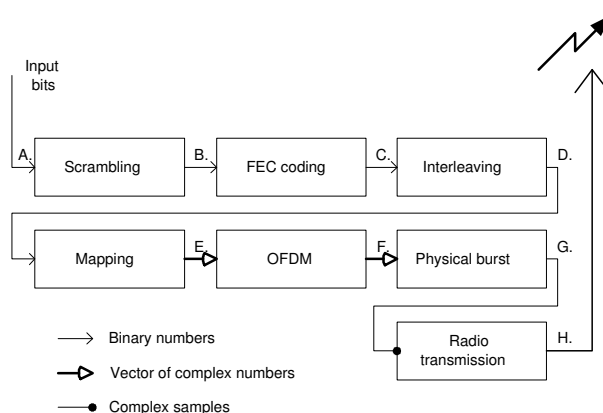 Input
bits
A.
Scrambling
B.
FEC coding
C.
Interleaving
D.
Mapping
E.
OFDM
F.
Physical burst
G.
Radio
transmission
H.
Binary numbers
Vector of complex numbers
Complex samples